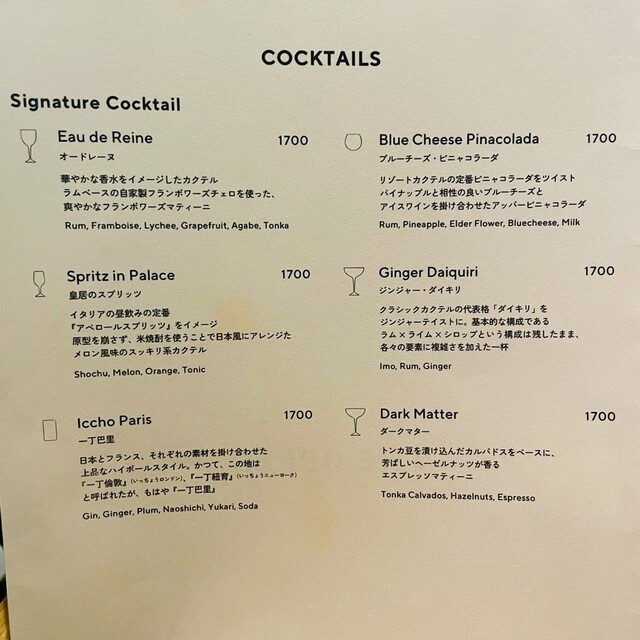 COCKTAILS
Signature Cocktail
Eau de Reine 1700
オードレーヌ
華やかな香水をイメージしたカクテル
ラムベースの自家製フランボワーズチェロを使った、
爽やかなフランボワーズマティーニ
Rum, Framboise, Lychee, Grapefruit, Agabe, Tonka
Spritz in Palace 1700
皇居のスプリッツ
イタリアの昼飲みの定番
『アペロールスプリッツ』をイメージ
原型を崩さず、米焼酎を使うことで日本風にアレンジた
メロン風味のスッキリ系カクテル
Shochu, Melon, Orange, Tonic
Iccho Paris 1700
一丁巴里
日本とフランス、それぞれの素材を掛け合わせた
上品なハイボールスタイル。かつて、この地は
『一丁倫敦』(いっちょうロンドン)、『一丁紐育』(いっちょうニューヨーク)
と呼ばれたが、もはや『一丁巴里』
Gin, Ginger, Plum, Naoshichi, Yukari, Soda
Blue Cheese Pinacolada 1700
ブルーチーズ・ピニャコラーダ
リゾートカクテルの定番ピニャコラーダをツイスト
パイナップルと相性の良いブルーチーズと
アイスワインを掛け合わせたアッパーピニャコラーダ
Rum, Pineapple, Elder Flower, Bluecheese, Milk
Ginger Daiquiri 1700
ジンジャー・ダイキリ
クラシックカクテルの代表格「ダイキリ」を
ジンジャーテイストに。基本的な構成である
ラム×ライム×シロップという構成は残したまま、
各々の要素に複雑さを加えた一杯
Imo, Rum, Ginger
Dark Matter 1700
ダークマター
トンカ豆を漬け込んだカルバドスをベースに、
芳ばしいヘーゼルナッツが香る
エスプレッソマティーニ
Tonka Calvados, Hazelnuts, Espresso